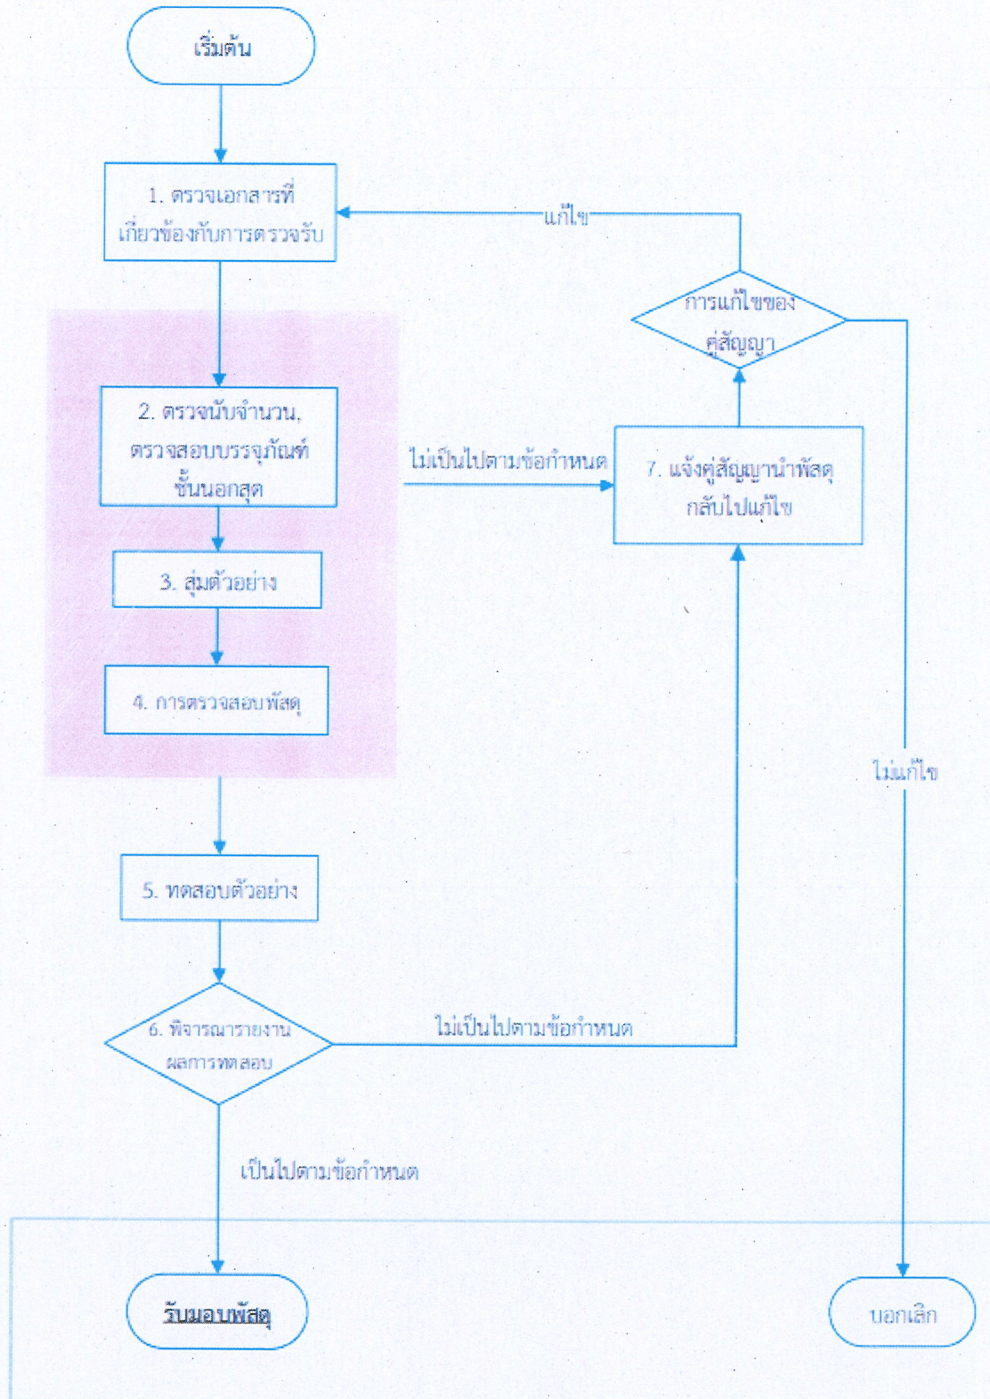 เริ่มต้น
1. ตรวจเอกสารที่
เกี่ยวข้องกับการตรวจรับ
แก้ไข
การแก้ไขของ
คู่สัญญา
2. ตรวจนับจำนวน,
ตรวจสอบบรรจุภัณฑ์
ชั้นนอกสุด
ไม่เป็นไปตามข้อกำหนด
7. แจ้งคู่สัญญานำพัสดุ
กลับไปแก้ไข
3. สุ่มตัวอย่าง
4. การตรวจสอบพัสดุ
ไม่แก้ไข
5. ทดสอบตัวอย่าง
6. พิจารณารายงาน
ผลการทดสอบ
ไม่เป็นไปตามข้อกำหนด
เป็นไปตามข้อกำหนด
รับมอบพัสดุ
บอกเลิก